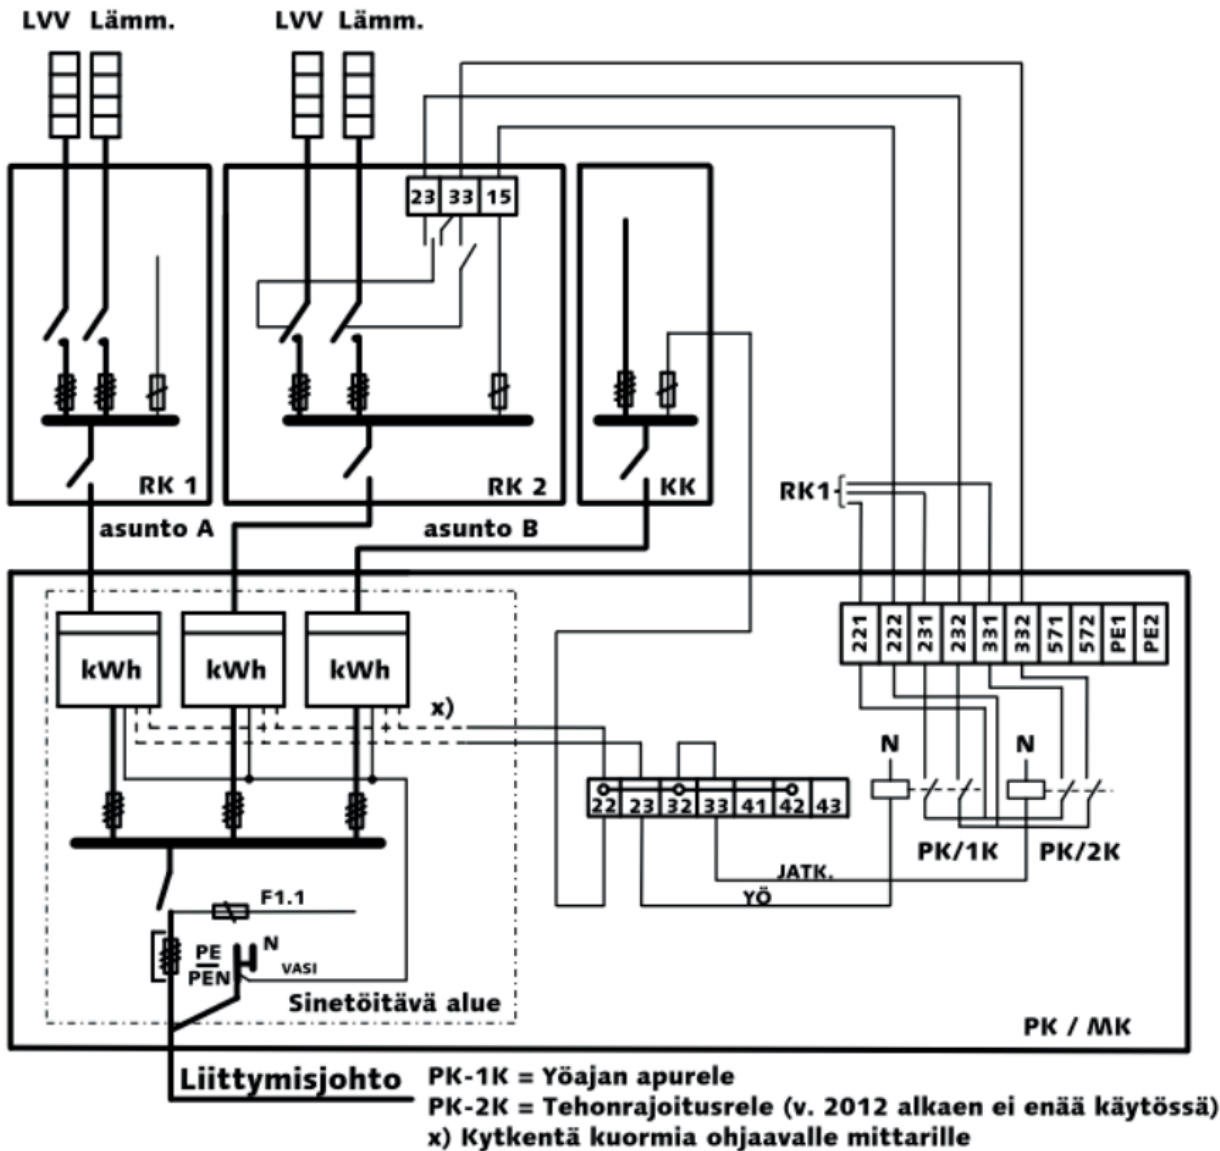 LVV Lämm. LVV Lämm.
23 33 15
RK 1 RK 2 KK
RK1
asunto A asunto B
221 222 231 232 331 332 571 572 PE1 PE2
kWh kWh kWh
x)
N N
22 23 32 33 41 42 43
PK/1K PK/2K
JATK.
YÖ
F1.1
PE
PEN
N
VASI
Sinetöitävä alue
PK / MK
Liittymisjohto
PK-1K = Yöajan apurele
PK-2K = Tehonrajoitusrele (v. 2012 alkaen ei enää käytössä)
x) Kytkentä kuormia ohjaavalle mittarille